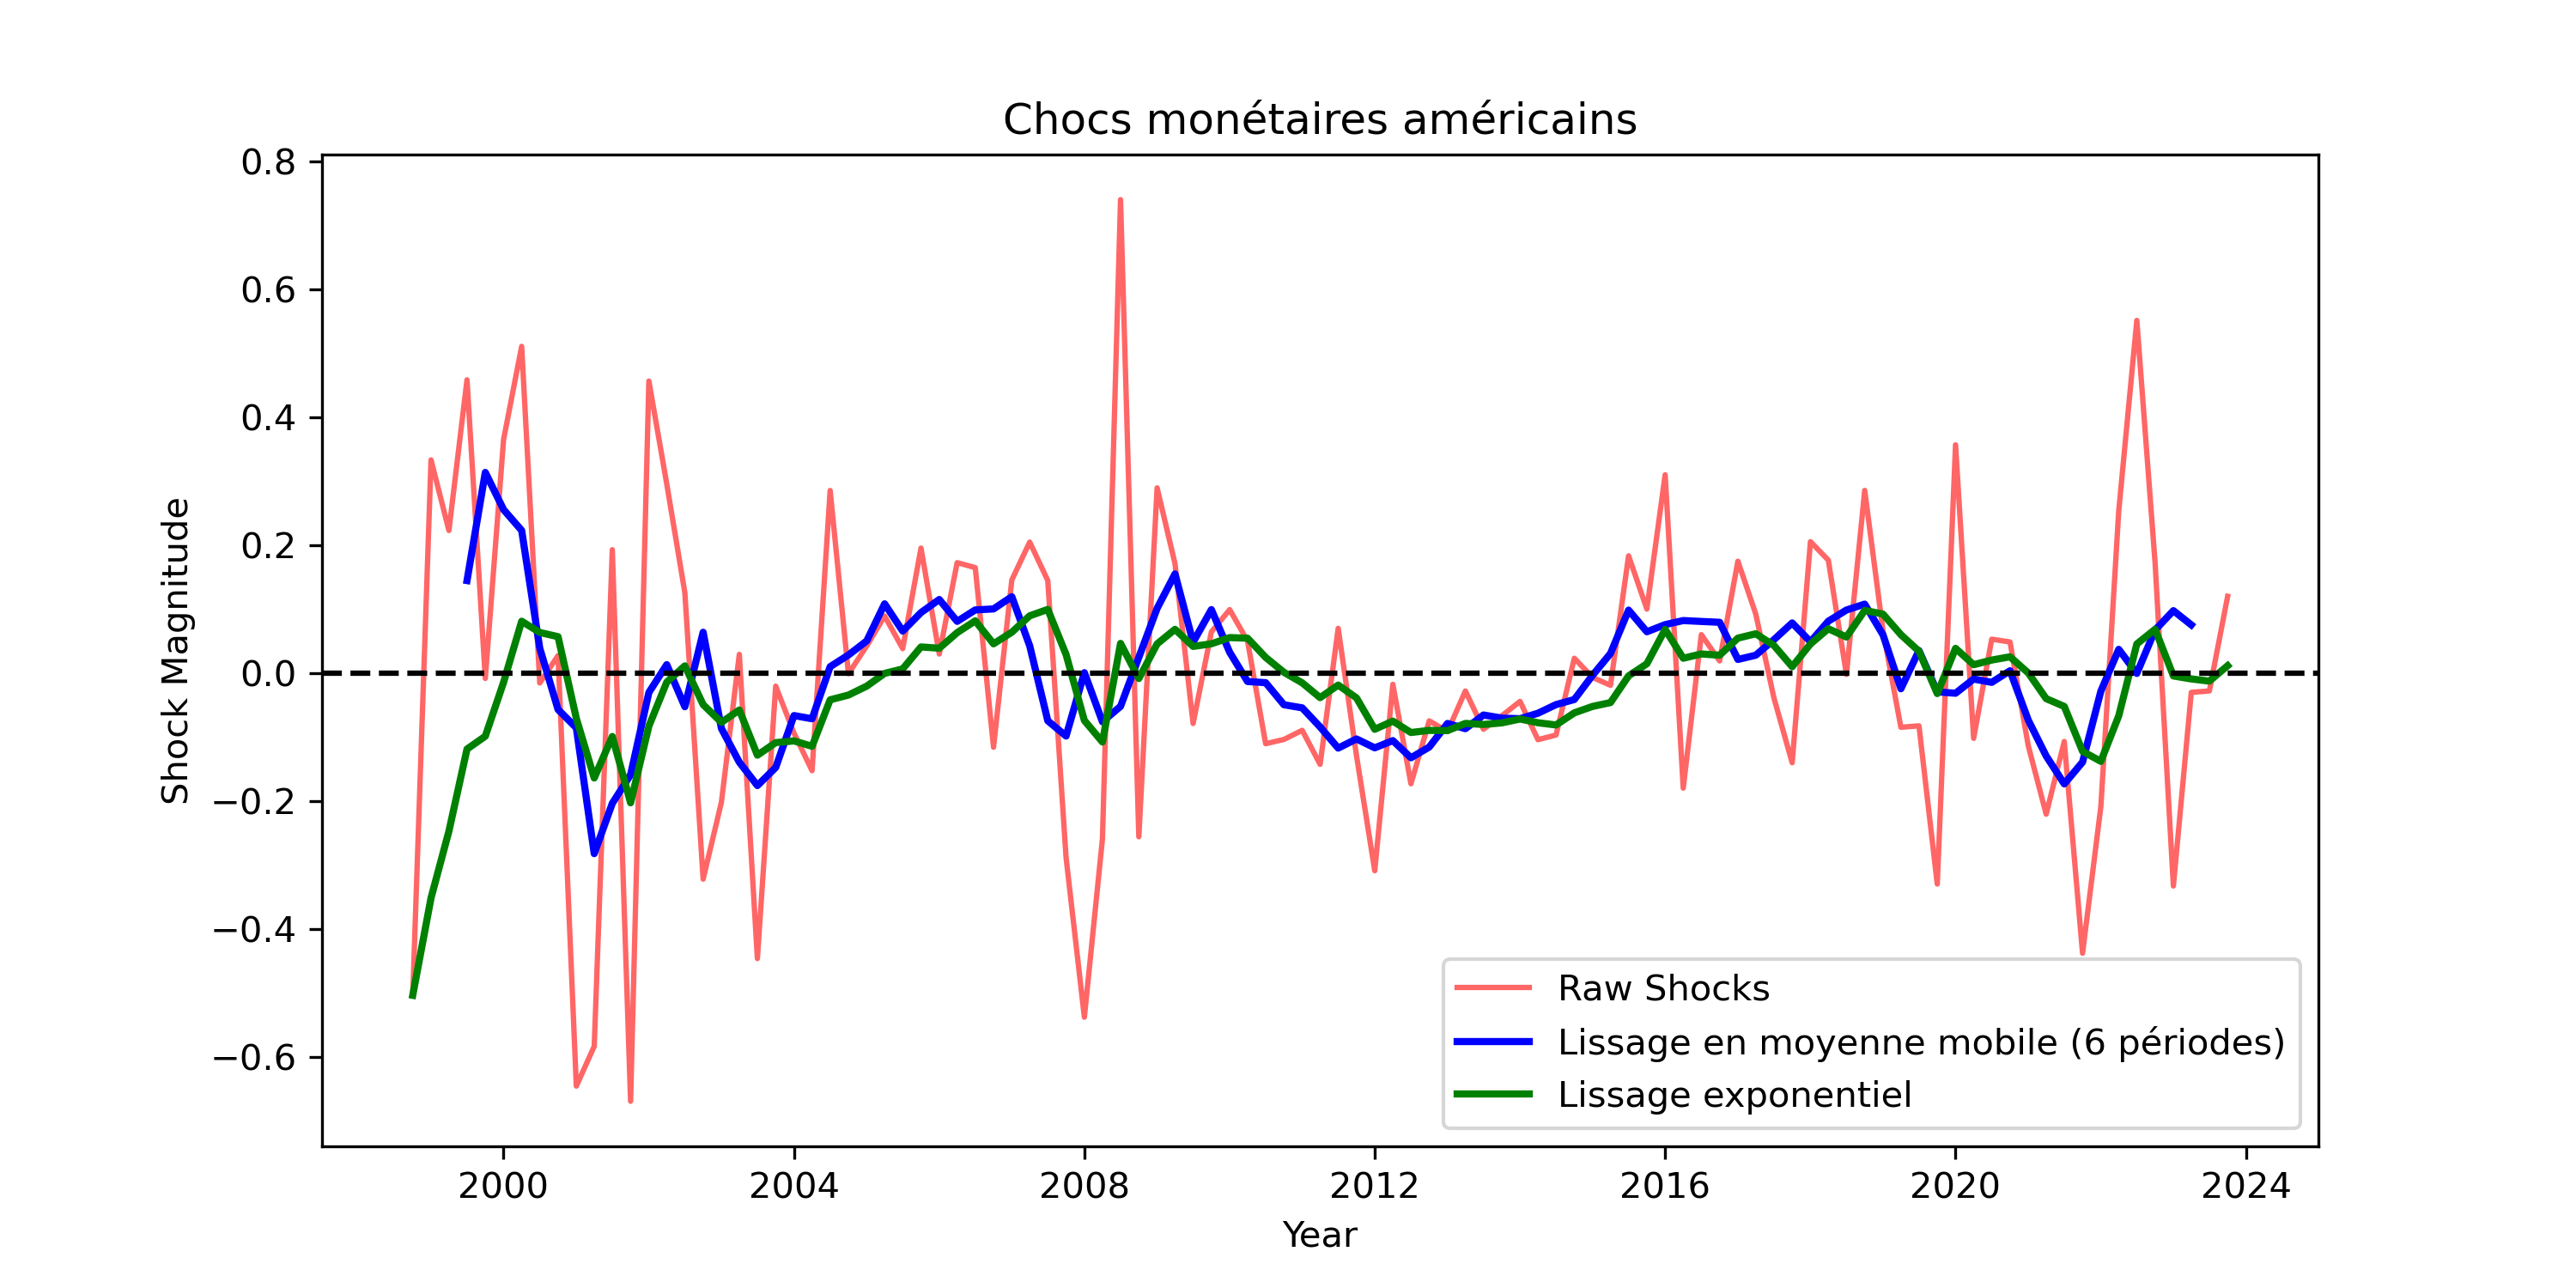 Chocs monétaires américains
0.8
0.6
0.4
0.2
0.0
−0.2
−0.4
−0.6
Shock Magnitude
Raw Shocks
Lissage en moyenne mobile (6 périodes)
Lissage exponentiel
2000 2004 2008 2012 2016 2020 2024
Year